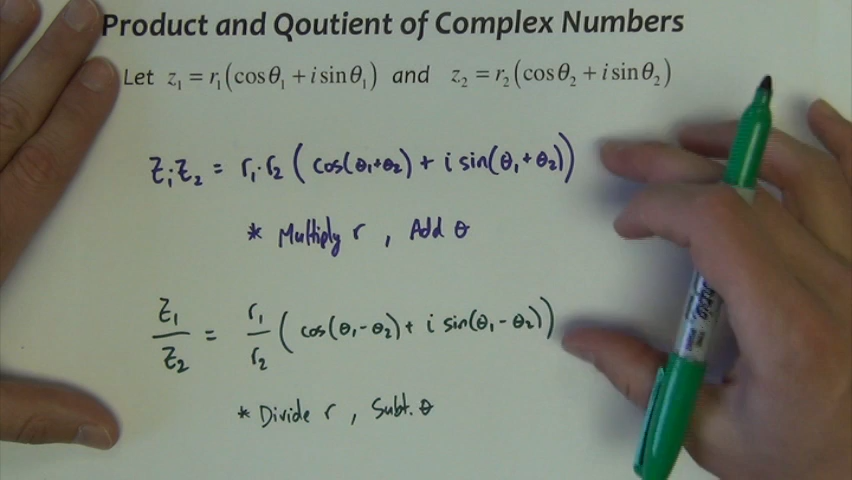 Product and Qoutient of Complex Numbers
Let z₁ = r₁(cosθ₁ + i sinθ₁) and z₂ = r₂(cosθ₂ + i sinθ₂)
z₁·z₂ = r₁·r₂ ( cos(θ₁+θ₂) + i sin(θ₁+θ₂))
* Multiply r , Add θ
z₁/z₂ = r₁/r₂ ( cos(θ₁-θ₂) + i sin(θ₁-θ₂))
* Divide r , Subt. θ